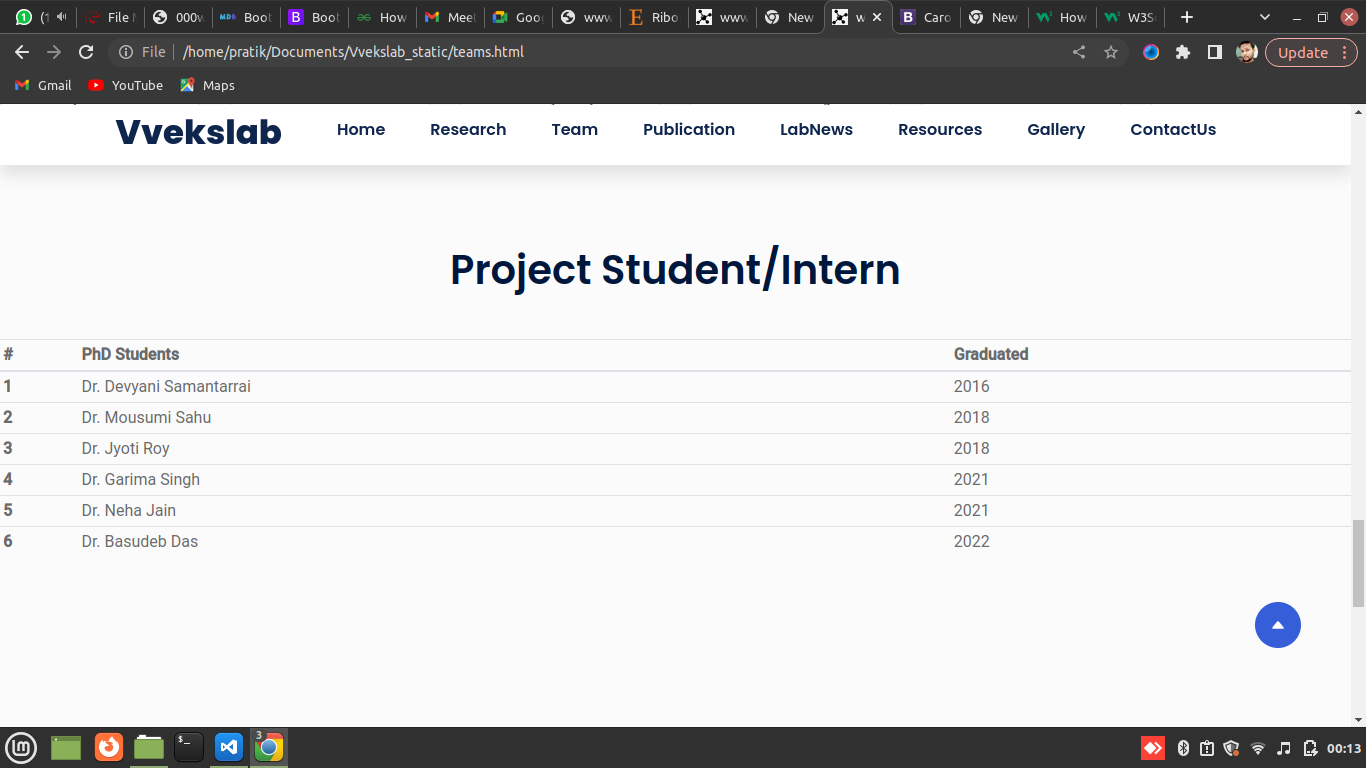 (1 File M 000w Boot Boot How Meet Goog www Ribo www New w Caro New How W3S
File /home/pratik/Documents/Vvekslab_static/teams.html Update
Gmail YouTube Maps
Vvekslab Home Research Team Publication LabNews Resources Gallery ContactUs
Project Student/Intern
# PhD Students Graduated
1 Dr. Devyani Samantarrai 2016
2 Dr. Mousumi Sahu 2018
3 Dr. Jyoti Roy 2018
4 Dr. Garima Singh 2021
5 Dr. Neha Jain 2021
6 Dr. Basudeb Das 2022
00:13